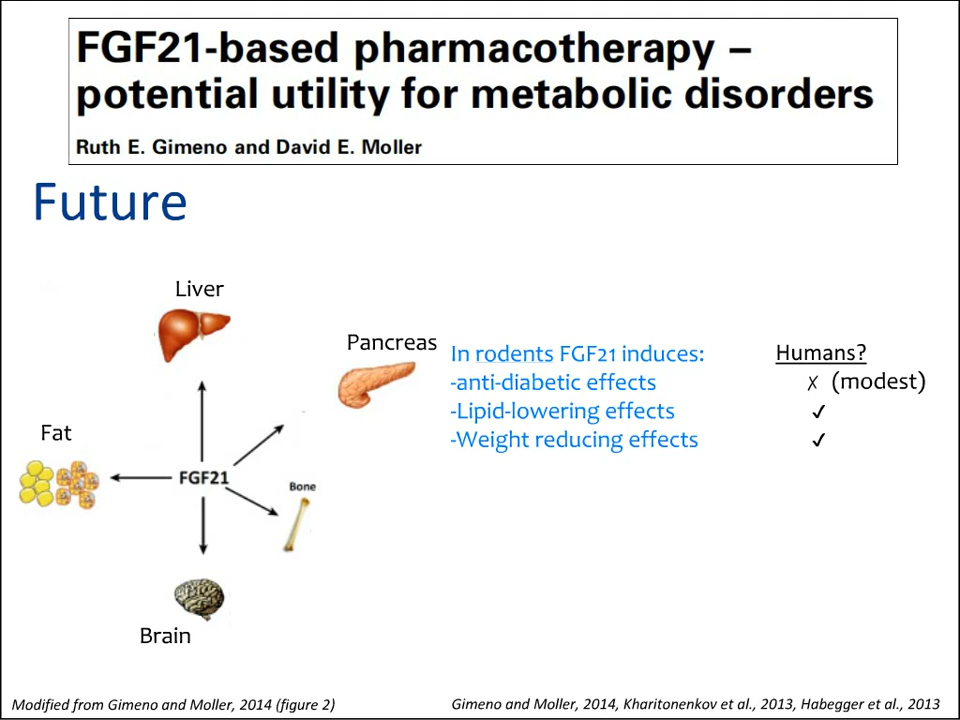 FGF21-based pharmacotherapy –
potential utility for metabolic disorders
Ruth E. Gimeno and David E. Moller
Future
Liver
Pancreas
Fat
FGF21
Bone
Brain
In rodents FGF21 induces:
-anti-diabetic effects
-Lipid-lowering effects
-Weight reducing effects
Humans?
✗ (modest)
✓
✓
Modified from Gimeno and Moller, 2014 (figure 2)
Gimeno and Moller, 2014, Kharitonenkov et al., 2013, Habegger et al., 2013